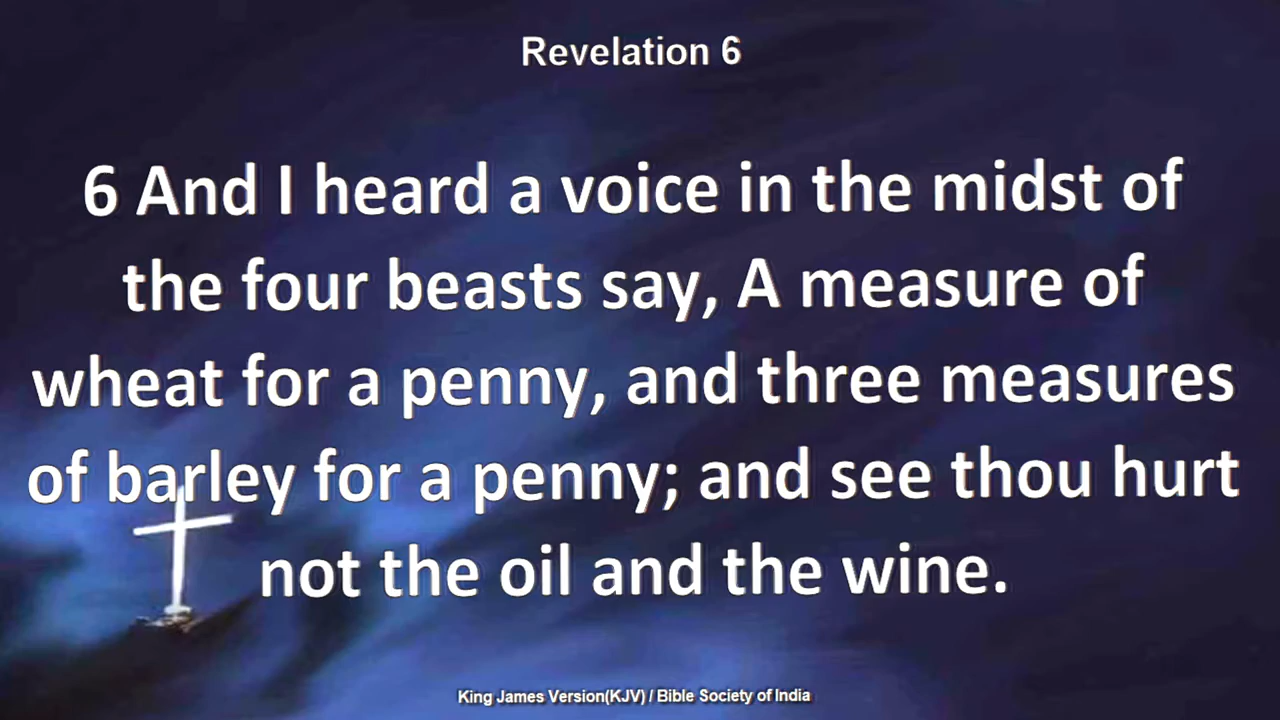 Revelation 6
6 And I heard a voice in the midst of
the four beasts say, A measure of
wheat for a penny, and three measures
of barley for a penny; and see thou hurt
not the oil and the wine.
King James Version(KJV) / Bible Society of India